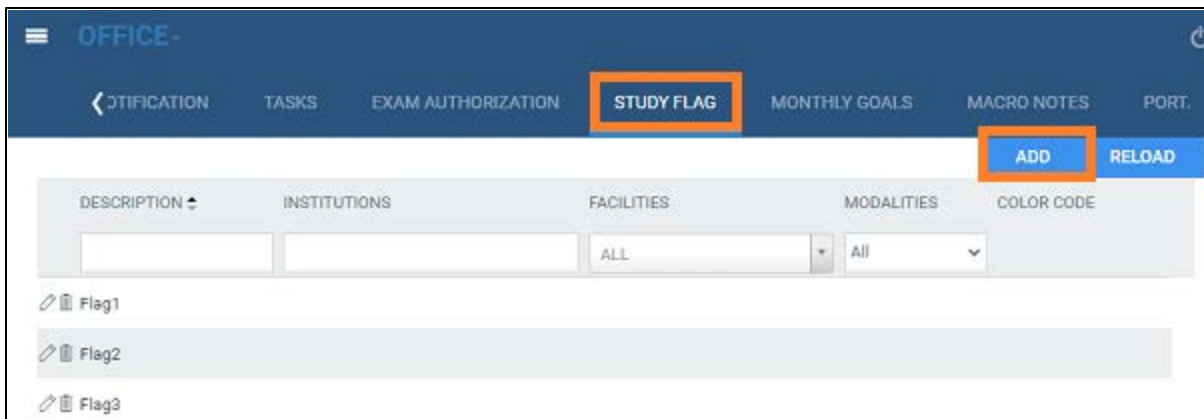 OFFICE
OTIFICATION TASKS EXAM AUTHORIZATION STUDY FLAG MONTHLY GOALS MACRO NOTES PORT.
ADD RELOAD
DESCRIPTION INSTITUTIONS FACILITIES MODALITIES COLOR CODE
ALL All
Flag1
Flag2
Flag3